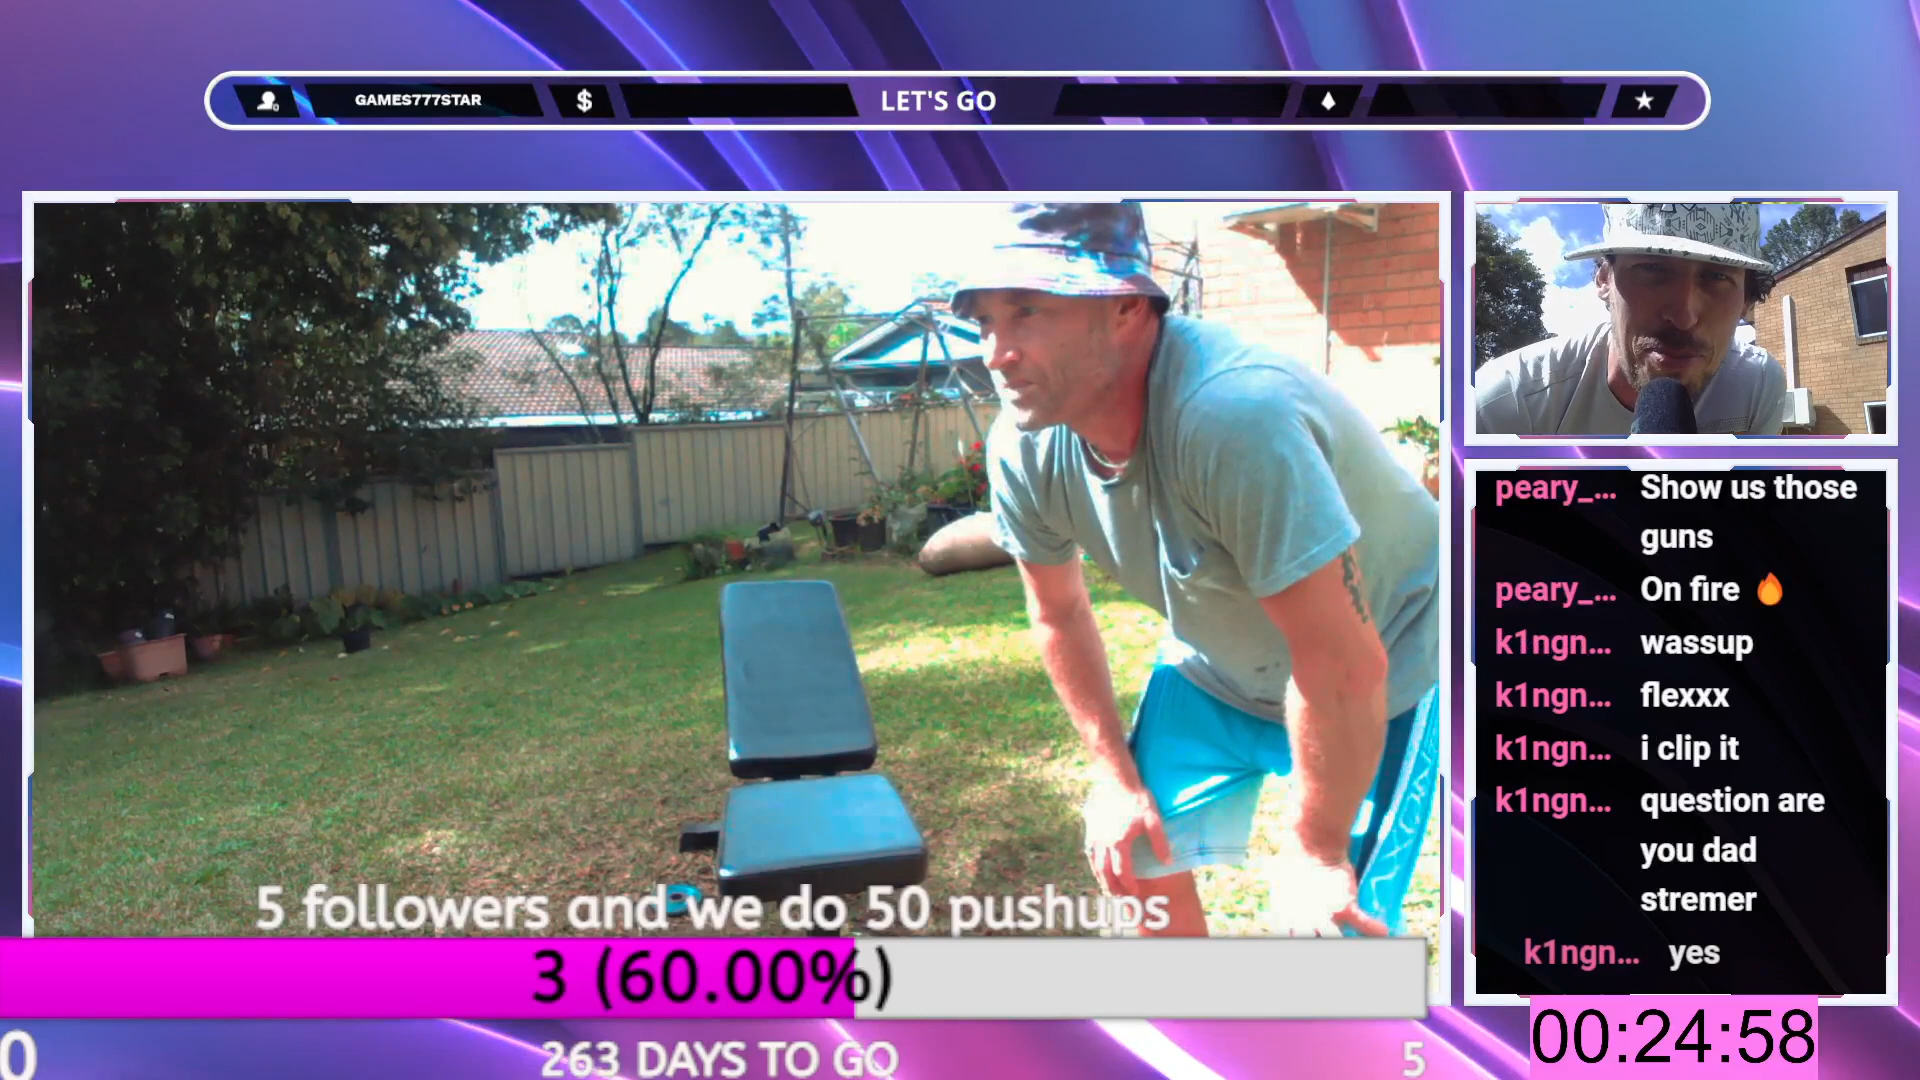 GAMES777STAR
$
LET'S GO
peary_... Show us those
guns
peary_... On fire 🔥
k1ngn... wassup
k1ngn... flexxx
k1ngn... i clip it
k1ngn... question are
you dad
stremer
k1ngn... yes
5 followers and we do 50 pushups
3 (60.00%)
0
263 DAYS TO GO
5
00:24:58